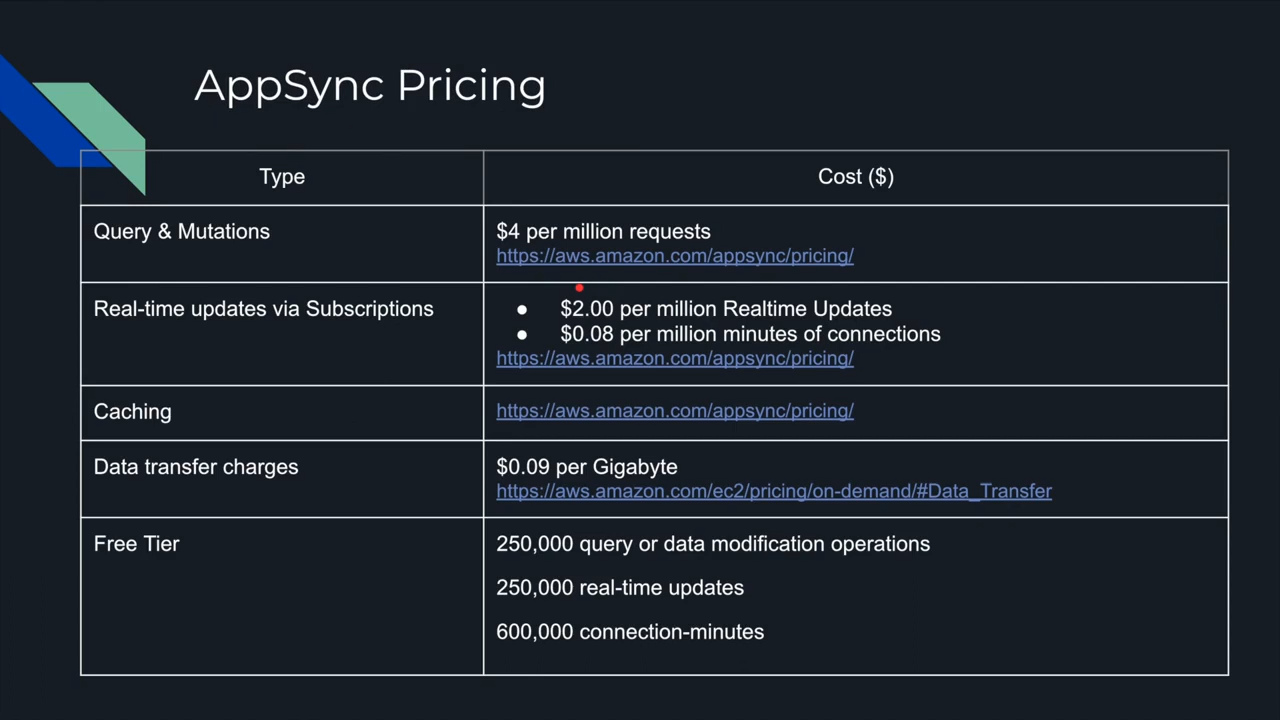 AppSync Pricing
Type
Cost ($)
Query & Mutations
$4 per million requests
https://aws.amazon.com/appsync/pricing/
Real-time updates via Subscriptions
● $2.00 per million Realtime Updates
● $0.08 per million minutes of connections
https://aws.amazon.com/appsync/pricing/
Caching
https://aws.amazon.com/appsync/pricing/
Data transfer charges
$0.09 per Gigabyte
https://aws.amazon.com/ec2/pricing/on-demand/#Data_Transfer
Free Tier
250,000 query or data modification operations
250,000 real-time updates
600,000 connection-minutes